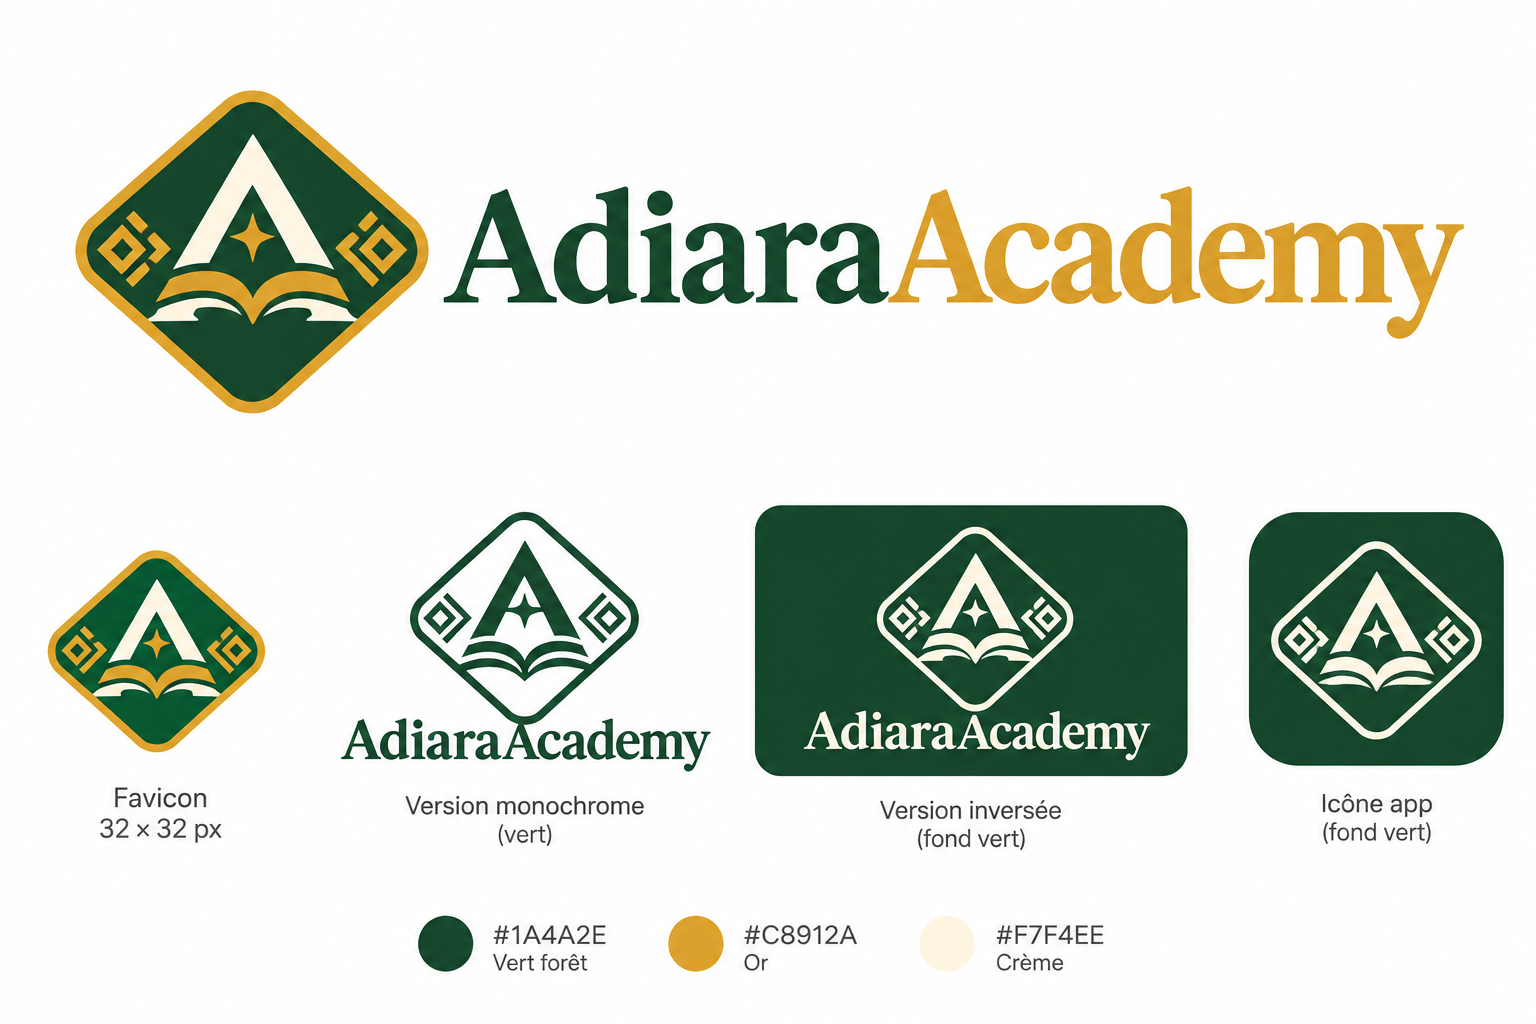 AdiaraAcademy
AdiaraAcademy
AdiaraAcademy
Favicon
32 × 32 px
Version monochrome
(vert)
Version inversée
(fond vert)
Icône app
(fond vert)
#1A4A2E
Vert forêt
#C8912A
Or
#F7F4EE
Crème